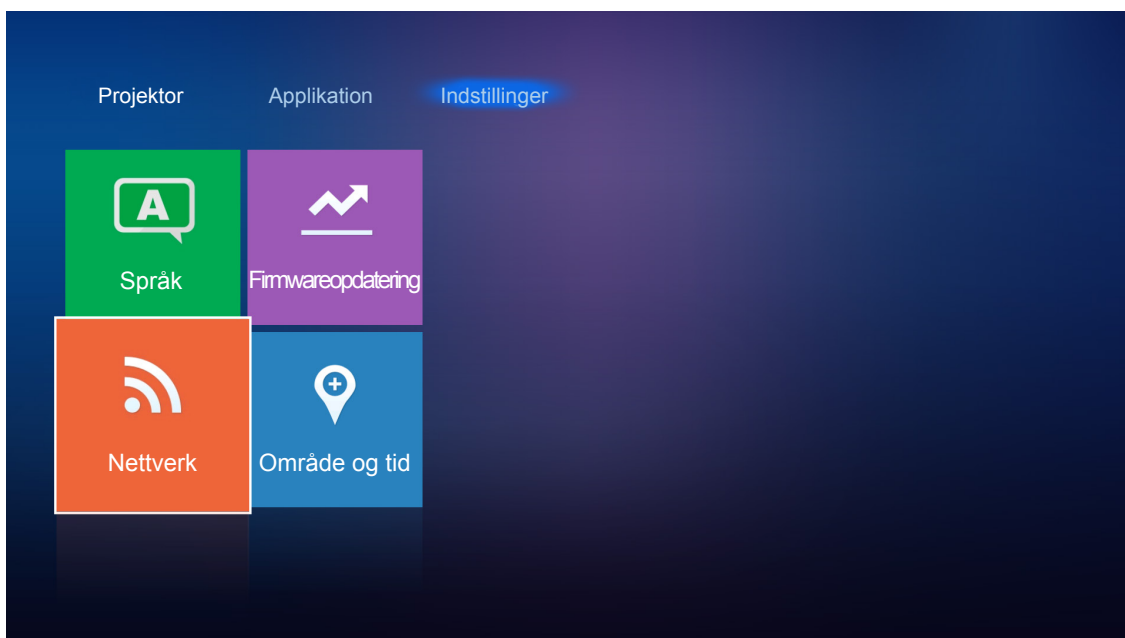 Projektor Applikation Indstillinger
A
Språk Firmwareopdatering
Nettverk Område og tid